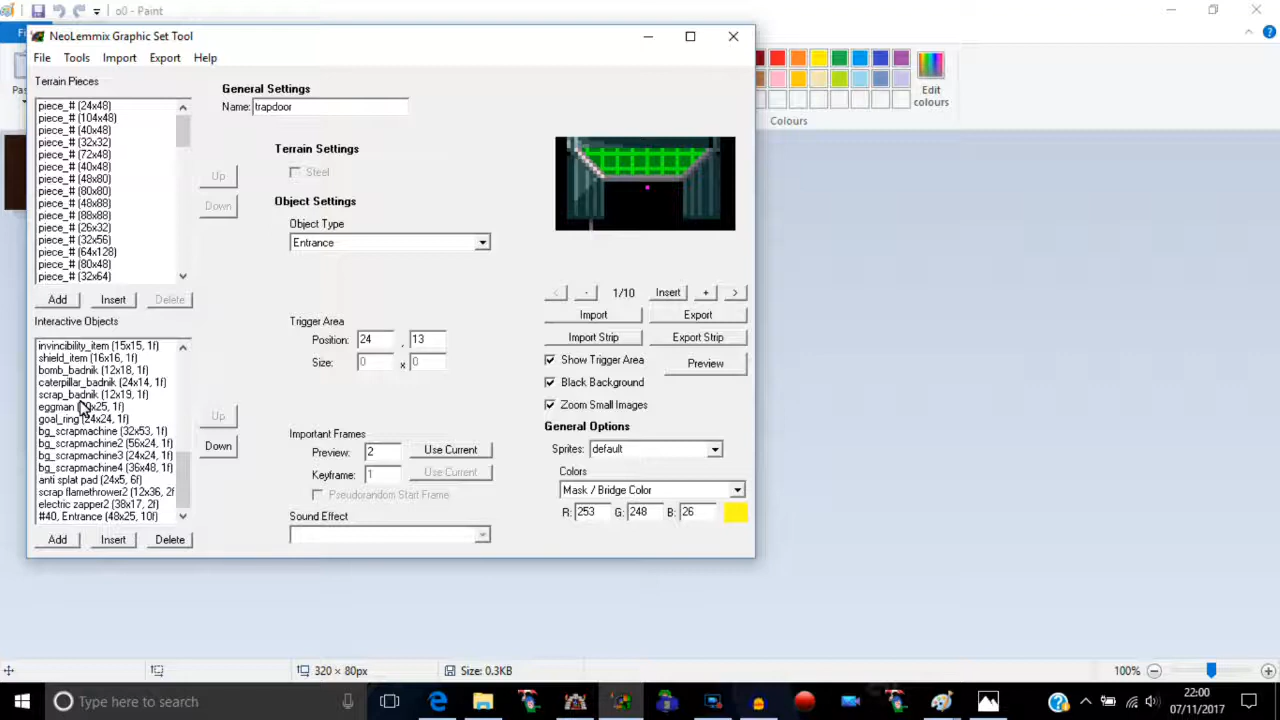 o0 - Paint
NeoLemmix Graphic Set Tool
File Tools Import Export Help
Terrain Pieces
piece_# (24x48)
piece_# (104x48)
piece_# (40x48)
piece_# (32x32)
piece_# (72x48)
piece_# (40x48)
piece_# (48x80)
piece_# (80x80)
piece_# (48x88)
piece_# (88x88)
piece_# (26x32)
piece_# (32x56)
piece_# (64x128)
piece_# (80x48)
piece_# (32x64)
Up
Down
Add Insert Delete
Interactive Objects
invincibility_item (15x15, 1f)
shield_item (16x16, 1f)
bomb_badnik (12x18, 1f)
caterpillar_badnik (24x14, 1f)
scrap_badnik (12x19, 1f)
eggman
goal_ring (24x24, 1f)
bg_scrapmachine (32x53, 1f)
bg_scrapmachine2 (56x24, 1f)
bg_scrapmachine3 (24x24, 1f)
bg_scrapmachine4 (36x48, 1f)
anti splat pad (24x5, 6f)
scrap flamethrower2 (12x36, 2f
electric zapper2 (38x17, 2f)
#40, Entrance (48x25, 10f)
Up
Down
Add Insert Delete
General Settings
Name: trapdoor
Terrain Settings
Steel
Object Settings
Object Type
Entrance
Trigger Area
Position: 24 , 13
Size: 0 x 0
Important Frames
Preview: 2 Use Current
Keyframe: 1 Use Current
Pseudorandom Start Frame
Sound Effect
< - 1/10 Insert + >
Import Export
Import Strip Export Strip
Show Trigger Area
Preview
Black Background
Zoom Small Images
General Options
Sprites: default
Colors
Mask / Bridge Color
R: 253 G: 248 B: 26
Edit
colours
Colours
320 x 80px
Size: 0.3KB
100%
Type here to search
22:00
07/11/2017